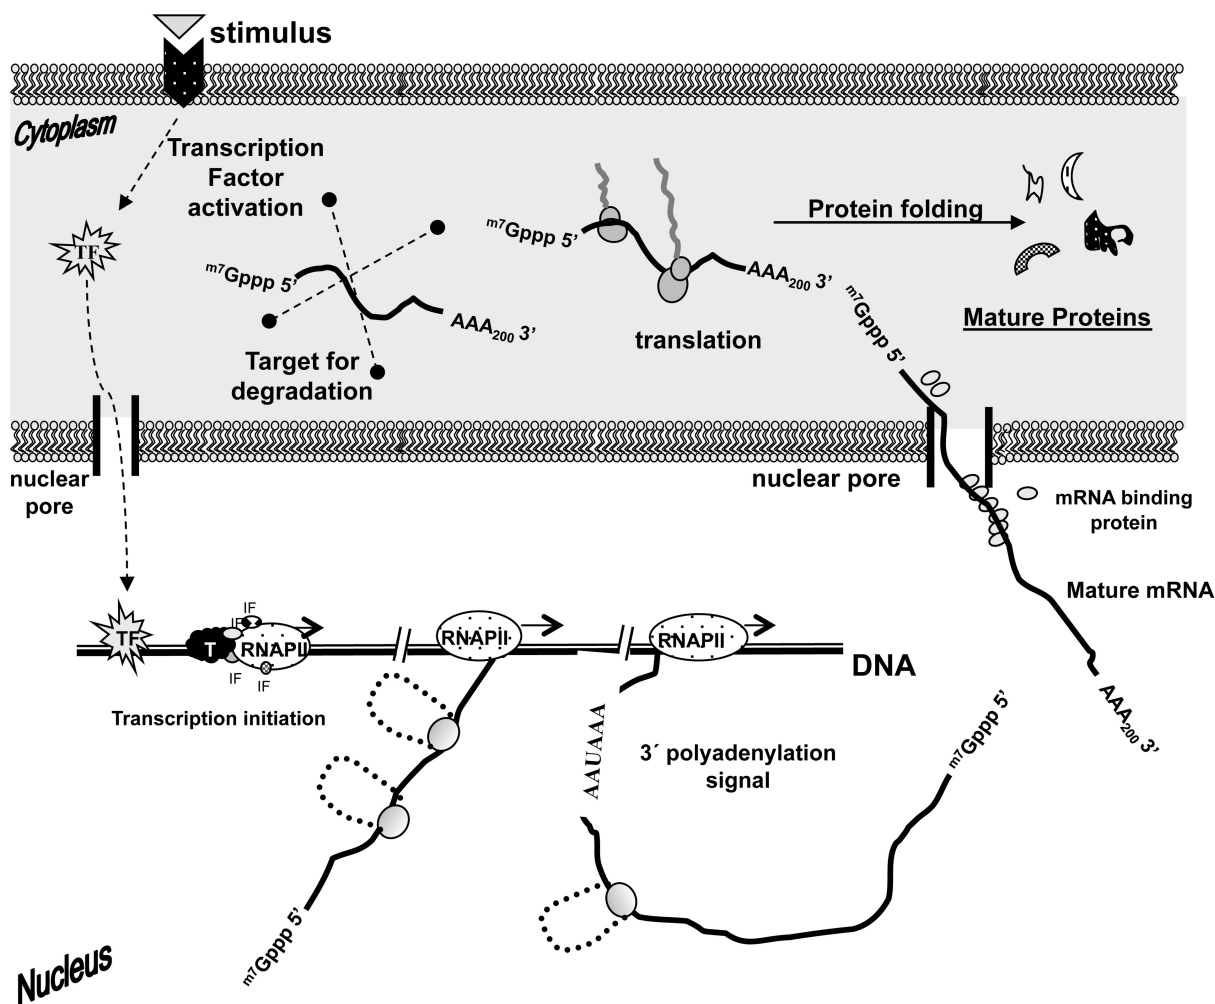 stimulus
Cytoplasm
Transcription
Factor
activation
TF
m7Gppp 5’
AAA200 3’
Target for
degradation
m7Gppp 5’
AAA200 3’
translation
Protein folding
Mature Proteins
m7Gppp 5’
nuclear
pore
nuclear pore
mRNA binding
protein
Mature mRNA
AAA200 3’
TF
T
IF
IF
RNAPII
IF
IF
RNAPII
RNAPII
DNA
Transcription initiation
AAUAAA
3´ polyadenylation
signal
m7Gppp 5’
m7Gppp 5’
Nucleus